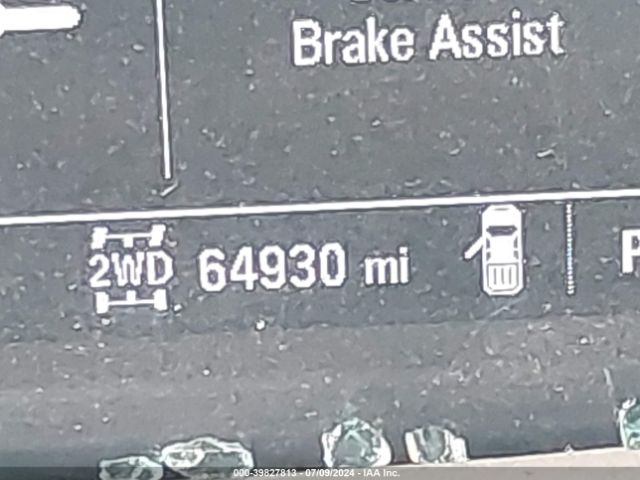 Brake Assist
2WD 64930 mi P
000-39827813 - 07/09/2024 - IAA Inc.